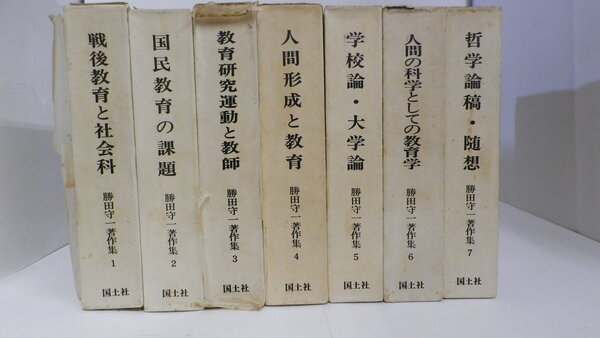 戦後教育と社会科
勝田守一著作集 1
国土社
国民教育の課題
勝田守一著作集 2
国土社
教育研究運動と教師
勝田守一著作集 3
国土社
人間形成と教育
勝田守一著作集 4
国土社
学校論・大学論
勝田守一著作集 5
国土社
人間の科学としての教育学
勝田守一著作集 6
国土社
哲学論稿・随想
勝田守一著作集 7
国土社